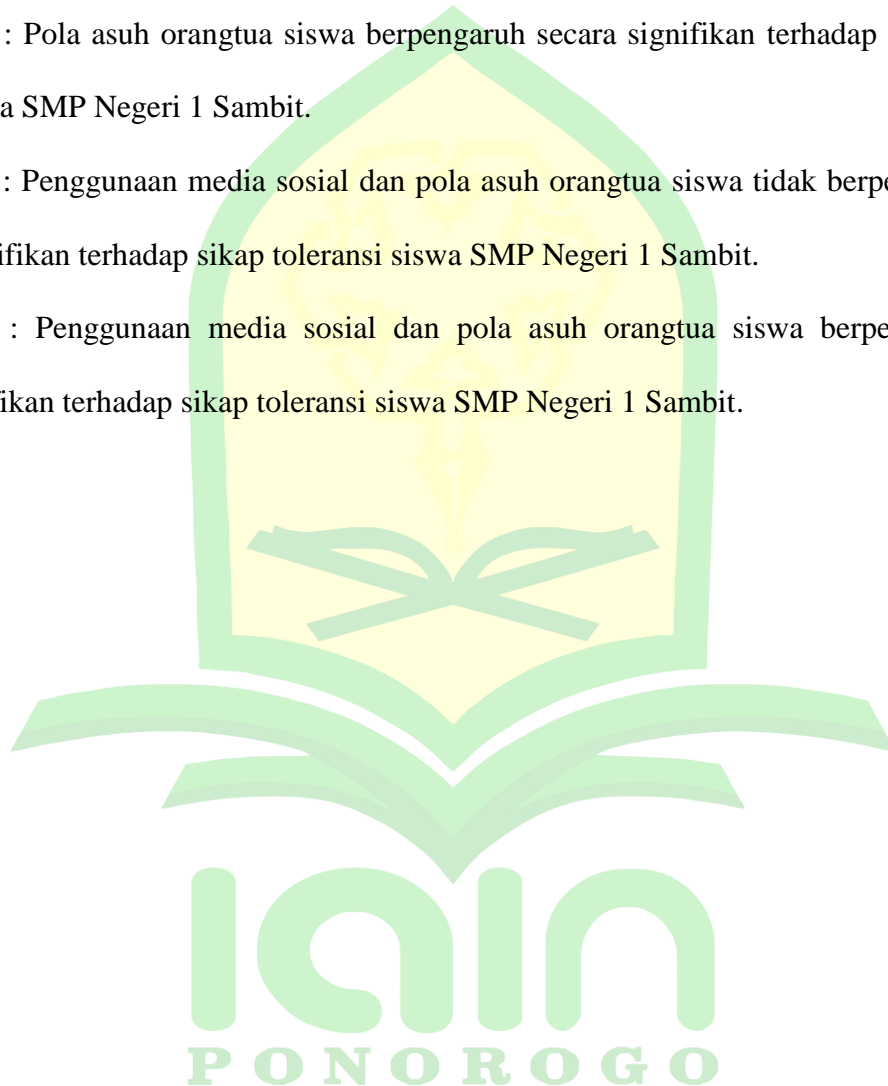 : Pola asuh orangtua siswa berpengaruh secara signifikan terhadap
a SMP Negeri 1 Sambit.
: Penggunaan media sosial dan pola asuh orangtua siswa tidak berpe
ifikan terhadap sikap toleransi siswa SMP Negeri 1 Sambit.
: Penggunaan media sosial dan pola asuh orangtua siswa berpe
fikan terhadap sikap toleransi siswa SMP Negeri 1 Sambit.
iain
PONOROGO